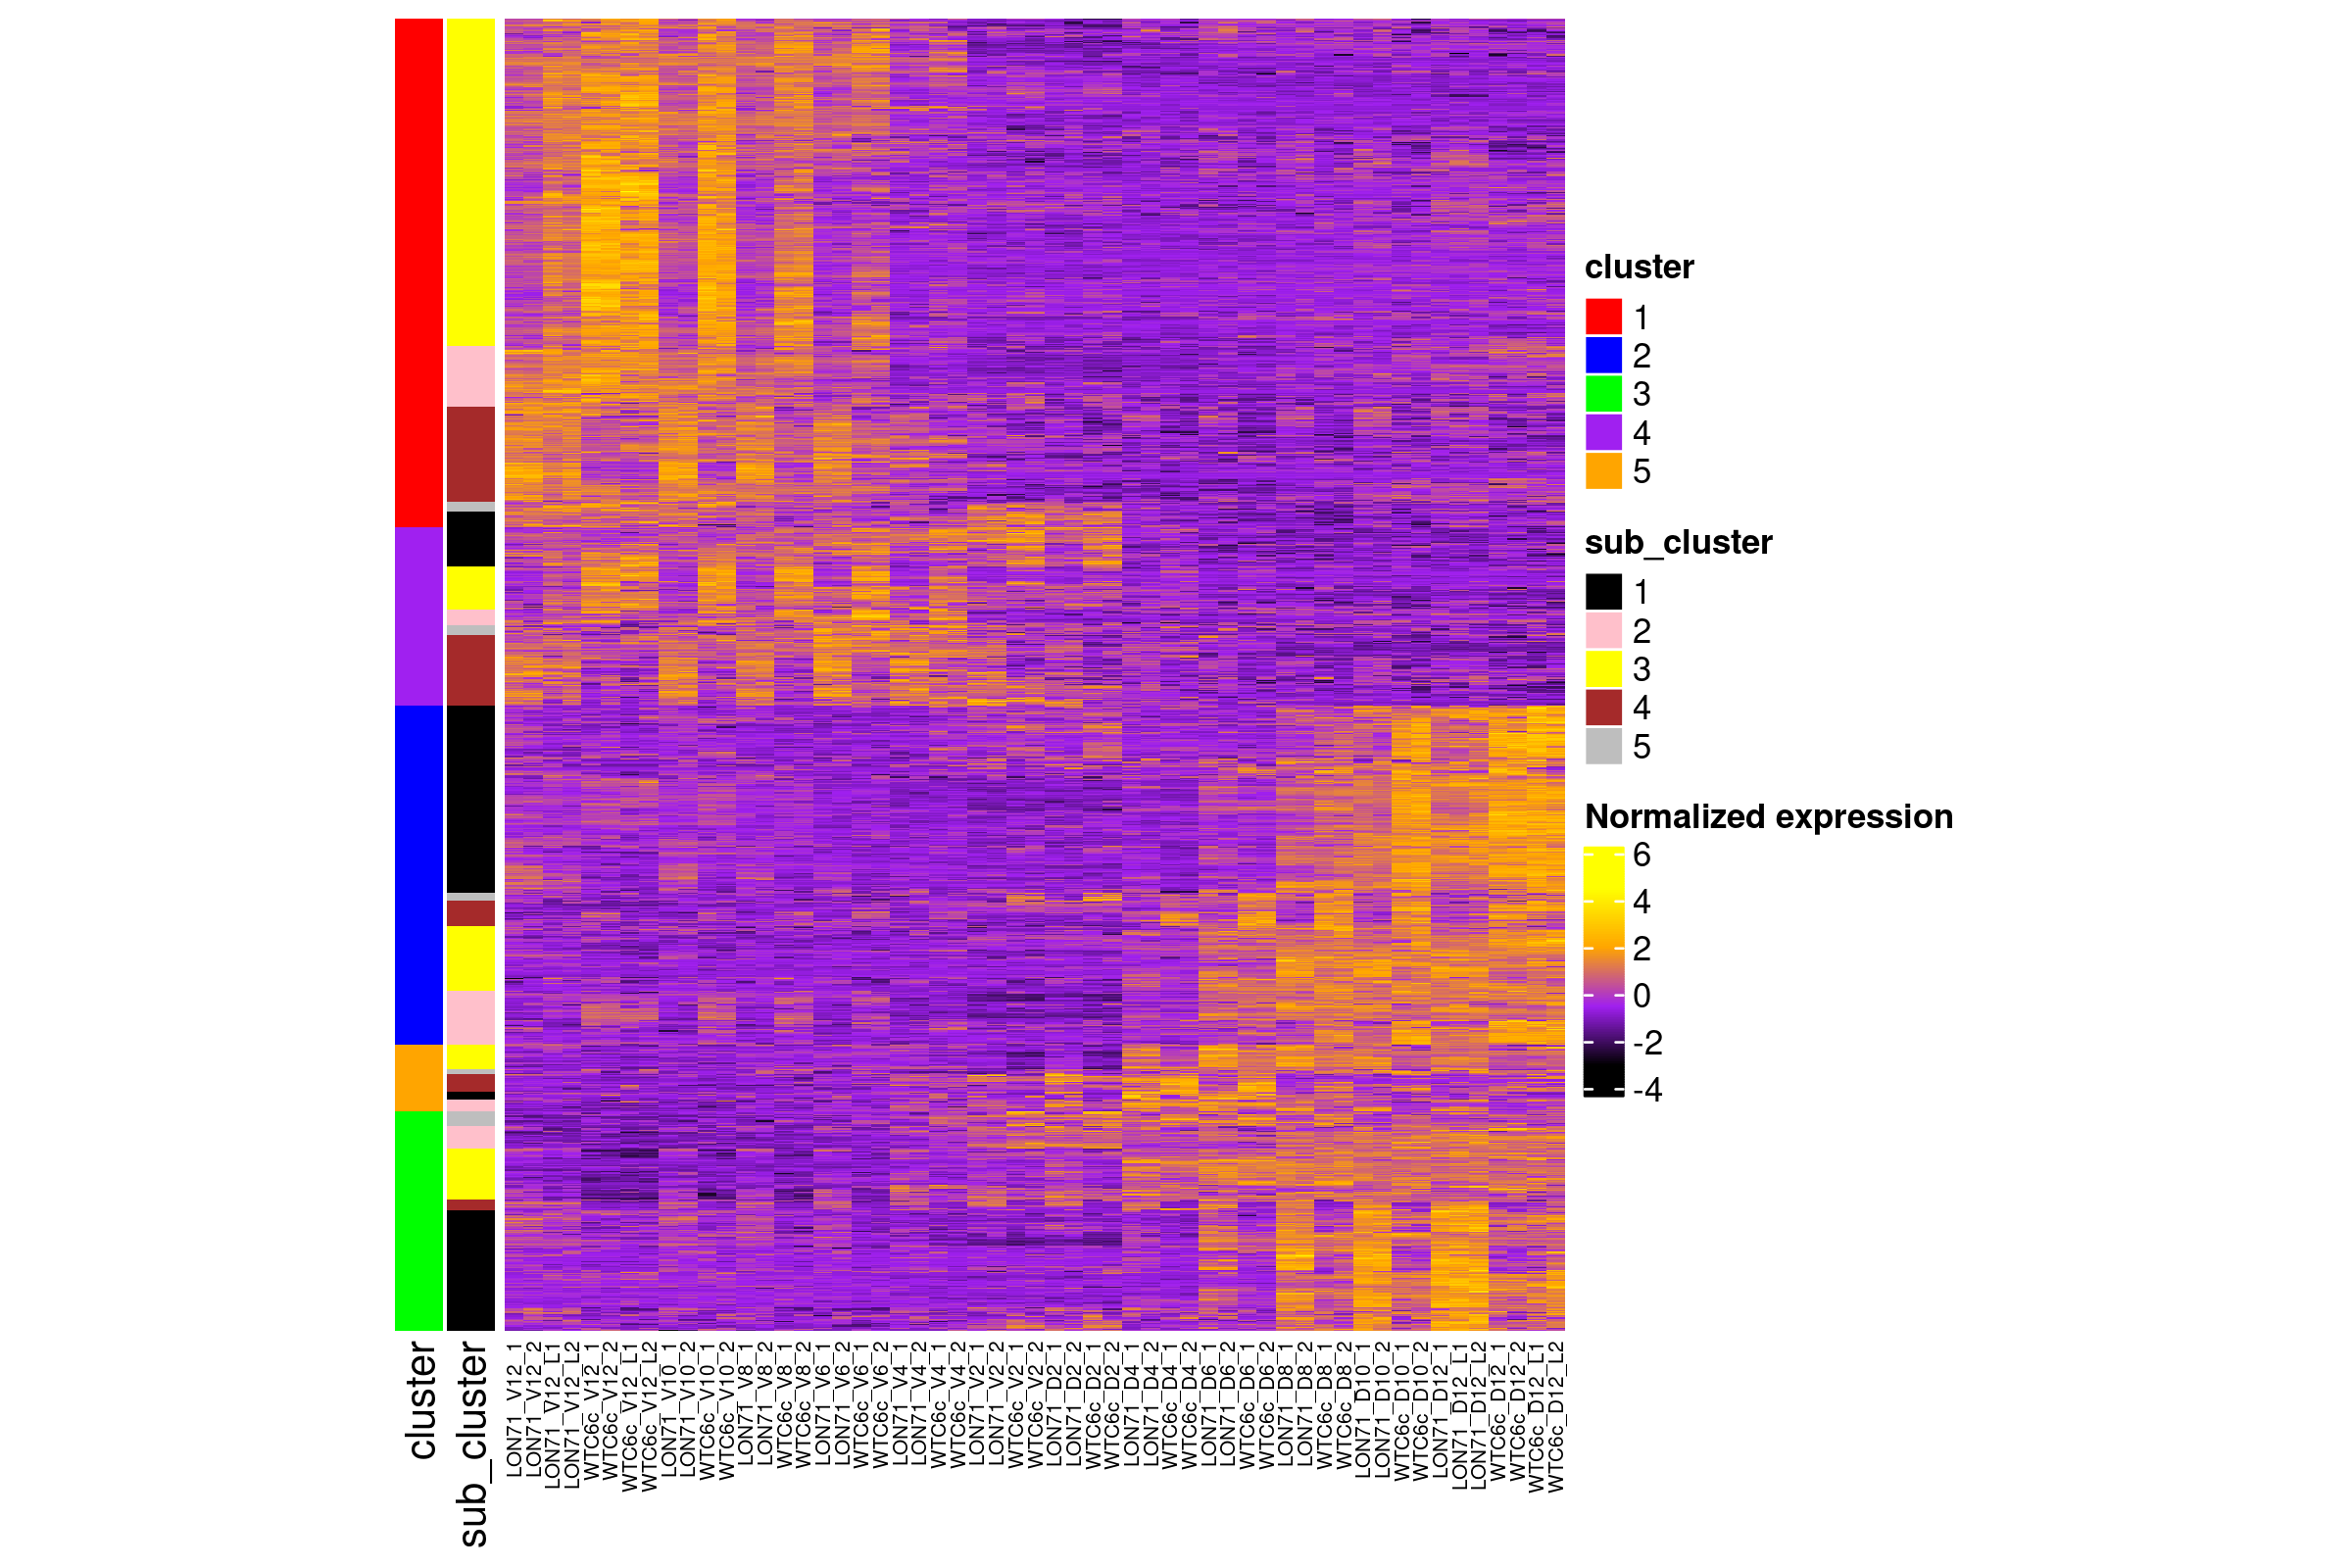 cluster
1
2
3
4
5
sub_cluster
1
2
3
4
5
Normalized expression
6
4
2
0
-2
-4
cluster
sub_cluster
LON71_V12_1
LON71_V12_2
LON71_V12_L1
LON71_V12_L2
WTC6c_V12_1
WTC6c_V12_2
WTC6c_V12_L1
WTC6c_V12_L2
LON71_V10_1
LON71_V10_2
WTC6c_V10_1
WTC6c_V10_2
LON71_V8_1
LON71_V8_2
WTC6c_V8_1
WTC6c_V8_2
LON71_V6_1
LON71_V6_2
WTC6c_V6_1
WTC6c_V6_2
LON71_V4_1
LON71_V4_2
WTC6c_V4_1
WTC6c_V4_2
LON71_V2_1
LON71_V2_2
WTC6c_V2_1
WTC6c_V2_2
LON71_D2_1
LON71_D2_2
WTC6c_D2_1
WTC6c_D2_2
LON71_D4_1
LON71_D4_2
WTC6c_D4_1
WTC6c_D4_2
LON71_D6_1
LON71_D6_2
WTC6c_D6_1
WTC6c_D6_2
LON71_D8_1
LON71_D8_2
WTC6c_D8_1
WTC6c_D8_2
LON71_D10_1
LON71_D10_2
WTC6c_D10_1
WTC6c_D10_2
LON71_D12_1
LON71_D12_L1
LON71_D12_L2
WTC6c_D12_1
WTC6c_D12_2
WTC6c_D12_L1
WTC6c_D12_L2